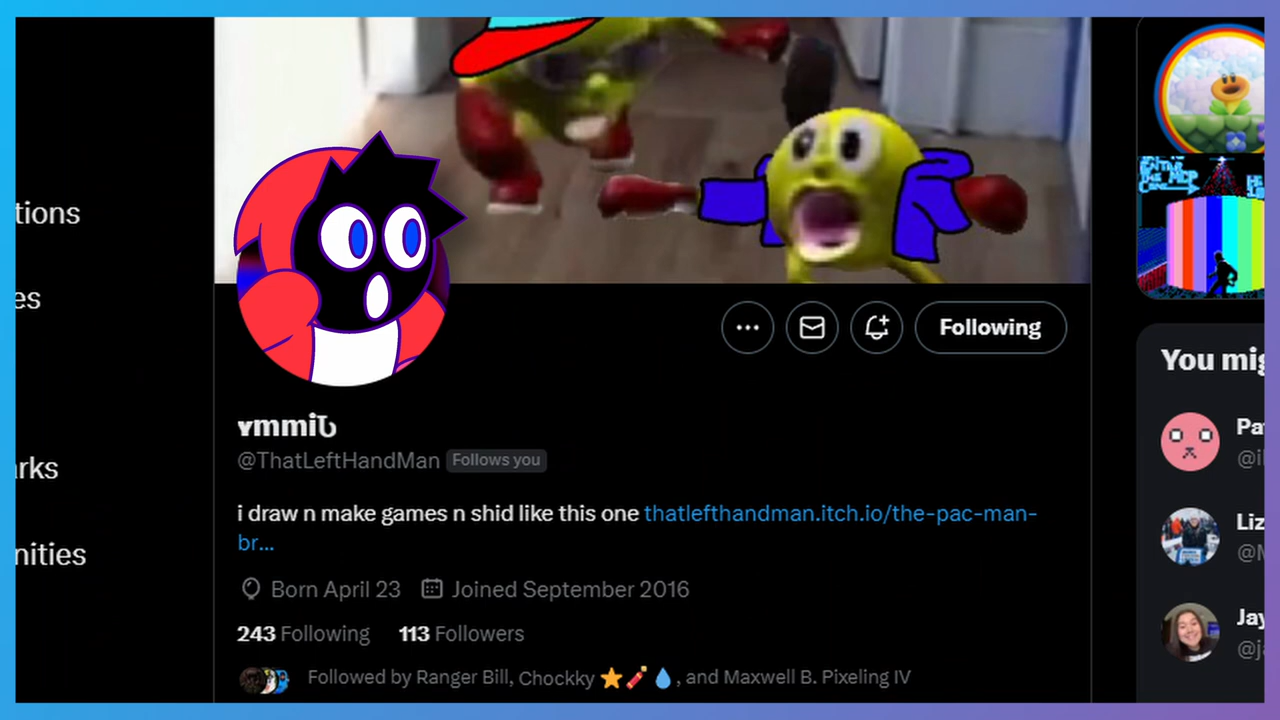 tions
es
arks
nities
Following
ʏmmiႱ
@ThatLeftHandMan Follows you
i draw n make games n shid like this one thatlefthandman.itch.io/the-pac-man-
br...
Born April 23 Joined September 2016
243 Following 113 Followers
Followed by Ranger Bill, Chockky ⭐🧨💧, and Maxwell B. Pixeling IV
You mig
Pa
@i
Liz
@M
Jay
@j